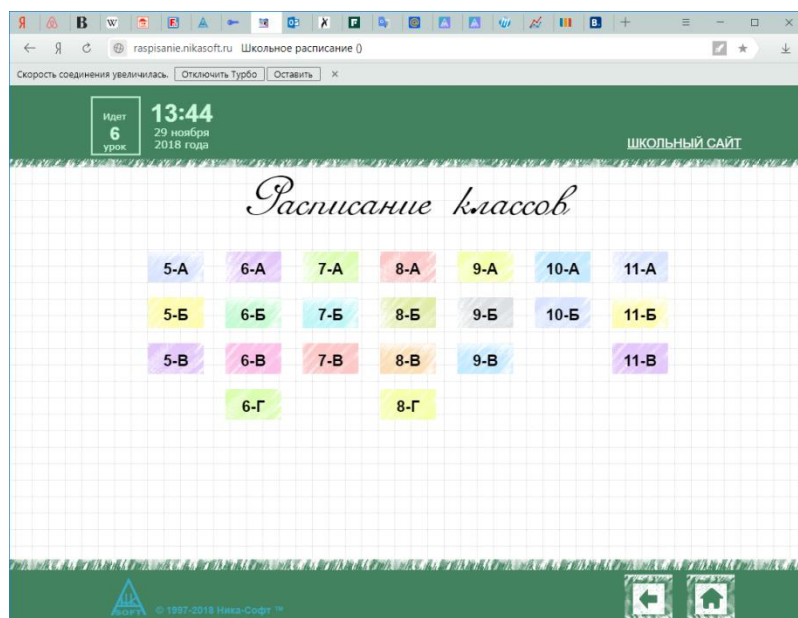 raspisanie.nikasoft.ru Школьное расписание ()
Скорость соединения увеличилась. Отключить Турбо Оставить ×
Идет
6
урок
13:44
29 ноября
2018 года
ШКОЛЬНЫЙ САЙТ
Расписание классов
5-А 6-А 7-А 8-А 9-А 10-А 11-А
5-Б 6-Б 7-Б 8-Б 9-Б 10-Б 11-Б
5-В 6-В 7-В 8-В 9-В 11-В
6-Г 8-Г
SOFT © 1997-2018 Ника-Софт ™